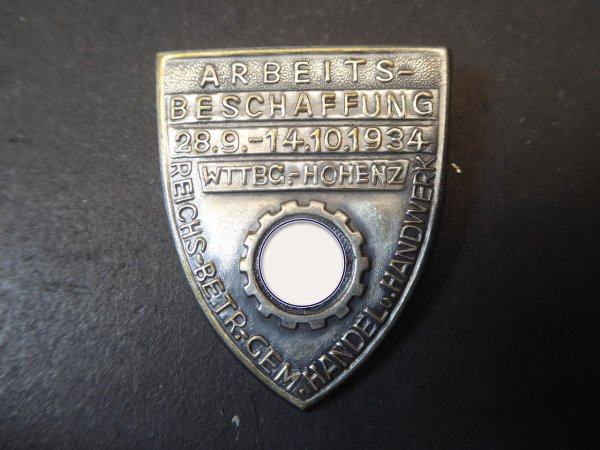 ARBEITS-
BESCHAFFUNG
28.9.-14.10.1934
WTTBG.-HOHENZ
REICHS-BETR.-GEM. HANDEL u. HANDWERK